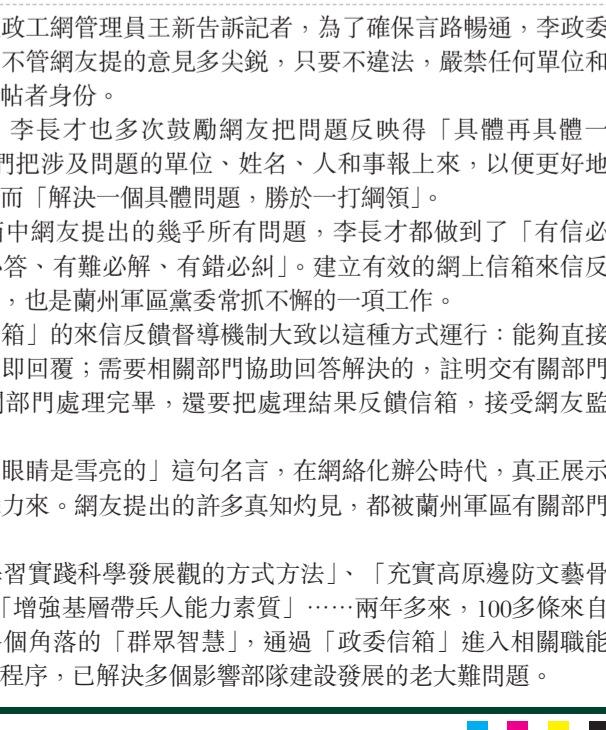 政工網管理員王新告訴記者，為了確保言路暢通，李政委
不管網友提的意見多尖鋭，只要不違法，嚴禁任何單位和
帖者身份。
李長才也多次鼓勵網友把問題反映得「具體再具體一
們把涉及問題的單位、姓名、人和事報上來，以便更好地
而「解決一個具體問題，勝於一打綱領」。
中網友提出的幾乎所有問題，李長才都做到了「有信必
答、有難必解、有錯必糾」。建立有效的網上信箱來信反
，也是蘭州軍區黨委常抓不懈的一項工作。
箱」的來信反饋督導機制大致以這種方式運行：能夠直接
即回覆；需要相關部門協助回答解決的，註明交有關部門
部門處理完畢，還要把處理結果反饋信箱，接受網友監
眼睛是雪亮的」這句名言，在網絡化辦公時代，真正展示
力來。網友提出的許多真知灼見，都被蘭州軍區有關部門
習實踐科學發展觀的方式方法」、「充實高原邊防文藝骨
「增強基層帶兵人能力素質」⋯⋯兩年多來，100多條來自
個角落的「群眾智慧」，通過「政委信箱」進入相關職能
程序，已解決多個影響部隊建設發展的老大難問題。